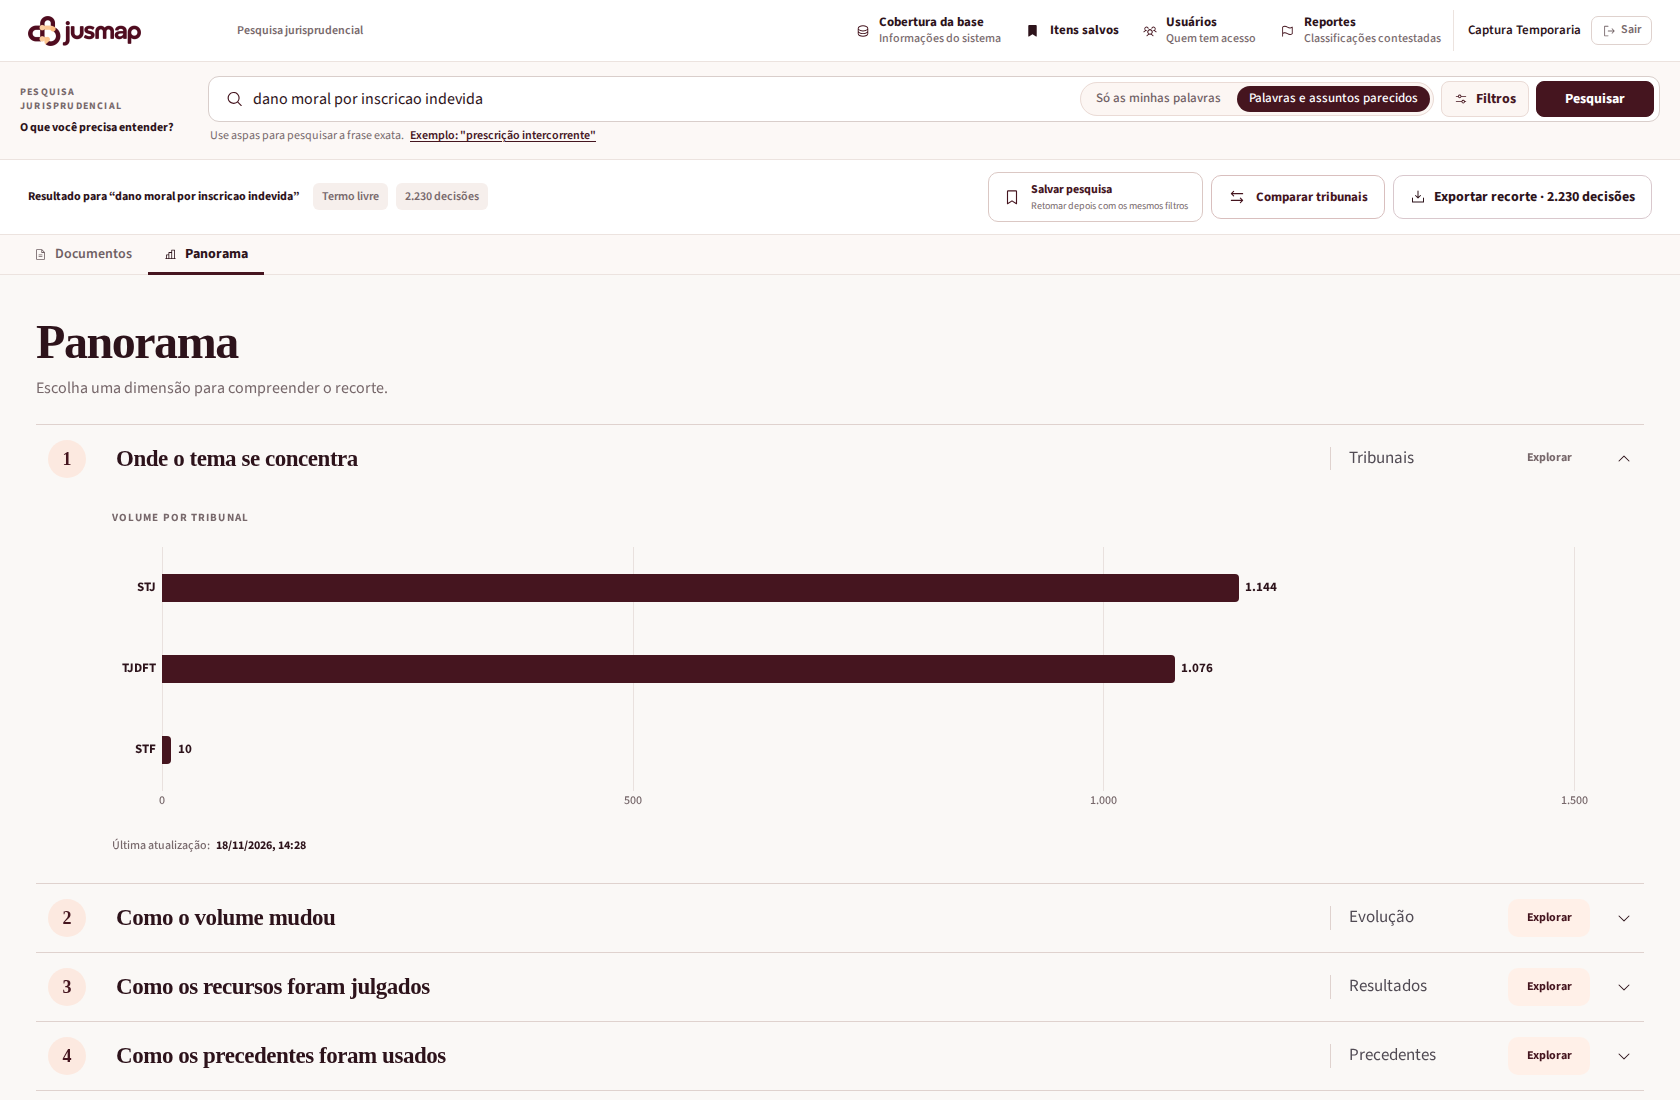 jusmap
Pesquisa jurisprudencial
Cobertura da base
Informações do sistema
Itens salvos
Usuários
Quem tem acesso
Reportes
Classificações contestadas
Captura Temporaria
Sair
PESQUISA
JURISPRUDENCIAL
O que você precisa entender?
dano moral por inscricao indevida
Só as minhas palavras
Palavras e assuntos parecidos
Filtros
Pesquisar
Use aspas para pesquisar a frase exata. Exemplo: "prescrição intercorrente"
Resultado para “dano moral por inscricao indevida”
Termo livre
2.230 decisões
Salvar pesquisa
Retomar depois com os mesmos filtros
Comparar tribunais
Exportar recorte · 2.230 decisões
Documentos
Panorama
Panorama
Escolha uma dimensão para compreender o recorte.
1 Onde o tema se concentra Tribunais Explorar
VOLUME POR TRIBUNAL
STJ 1.144
TJDFT 1.076
STF 10
0 500 1.000 1.500
Última atualização: 18/11/2026, 14:28
2 Como o volume mudou Evolução Explorar
3 Como os recursos foram julgados Resultados Explorar
4 Como os precedentes foram usados Precedentes Explorar